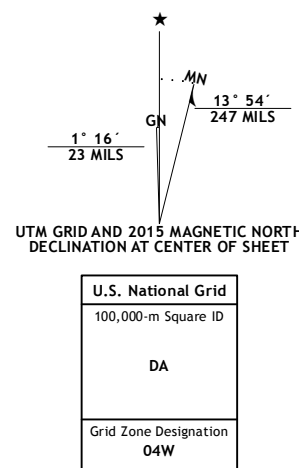 ★
MN
GN
13° 54´
247 MILS
1° 16´
23 MILS
UTM GRID AND 2015 MAGNETIC NORTH
DECLINATION AT CENTER OF SHEET
U.S. National Grid
100,000-m Square ID
DA
Grid Zone Designation
04W